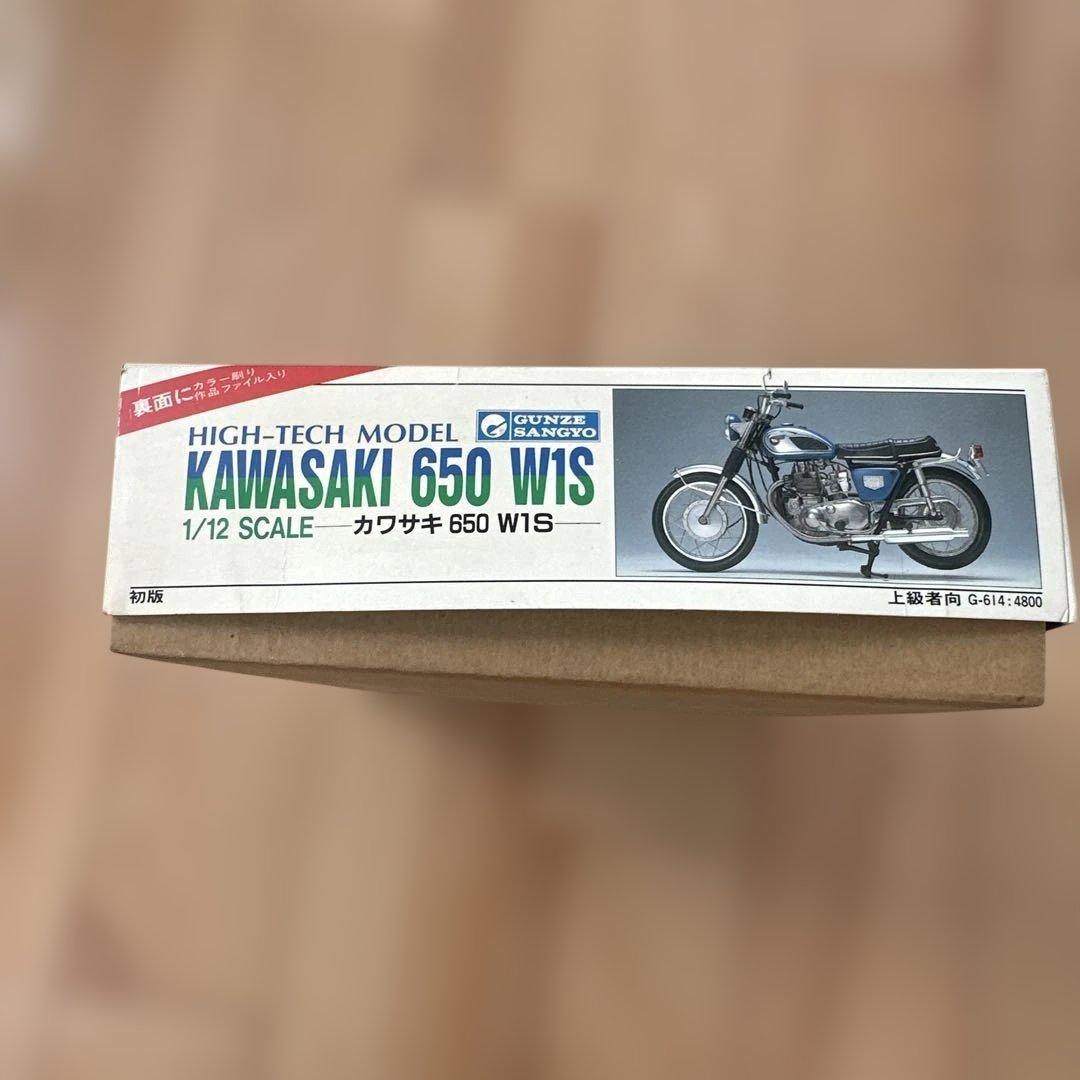 裏面に
カラー刷り
作品ファイル入り
HIGH-TECH MODEL
GUNZE
SANGYO
KAWASAKI 650 W1S
1/12 SCALE カワサキ 650 W1S
初版
上級者向 G-614:4800